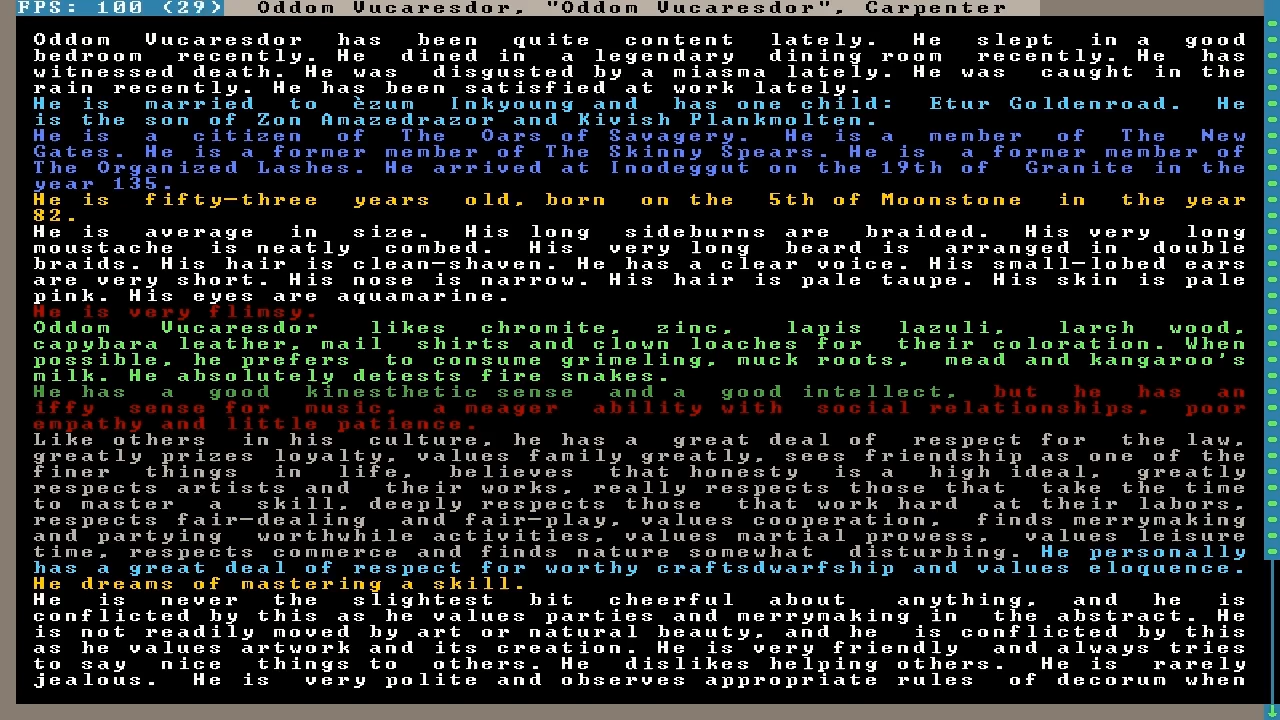 FPS: 100 (29) Oddom Vucaresdor, "Oddom Vucaresdor", Carpenter
Oddom Vucaresdor has been quite content lately. He slept in a good
bedroom recently. He dined in a legendary dining room recently. He has
witnessed death. He was disgusted by a miasma lately. He was caught in the
rain recently. He has been satisfied at work lately.
He is married to èzum Inkyoung and has one child: Etur Goldenroad. He
is the son of Zon Amazedrazor and Kivish Plankmolten.
He is a citizen of The Oars of Savagery. He is a member of The New
Gates. He is a former member of The Skinny Spears. He is a former member of
The Organized Lashes. He arrived at Inodeggut on the 19th of Granite in the
year 135.
He is fifty-three years old, born on the 5th of Moonstone in the year
82.
He is average in size. His long sideburns are braided. His very long
moustache is neatly combed. His very long beard is arranged in double
braids. His hair is clean-shaven. He has a clear voice. His small-lobed ears
are very short. His nose is narrow. His hair is pale taupe. His skin is pale
pink. His eyes are aquamarine.
He is very flimsy.
Oddom Vucaresdor likes chromite, zinc, lapis lazuli, larch wood,
capybara leather, mail shirts and clown loaches for their coloration. When
possible, he prefers to consume grimeling, muck roots, mead and kangaroo's
milk. He absolutely detests fire snakes.
He has a good kinesthetic sense and a good intellect, but he has an
iffy sense for music, a meager ability with social relationships, poor
empathy and little patience.
Like others in his culture, he has a great deal of respect for the law,
greatly prizes loyalty, values family greatly, sees friendship as one of the
finer things in life, believes that honesty is a high ideal, greatly
respects artists and their works, really respects those that take the time
to master a skill, deeply respects those that work hard at their labors,
respects fair-dealing and fair-play, values cooperation, finds merrymaking
and partying worthwhile activities, values martial prowess, values leisure
time, respects commerce and finds nature somewhat disturbing. He personally
has a great deal of respect for worthy craftsdwarfship and values eloquence.
He dreams of mastering a skill.
He is never the slightest bit cheerful about anything, and he is
conflicted by this as he values parties and merrymaking in the abstract. He
is not readily moved by art or natural beauty, and he is conflicted by this
as he values artwork and its creation. He is very friendly and always tries
to say nice things to others. He dislikes helping others. He is rarely
jealous. He is very polite and observes appropriate rules of decorum when